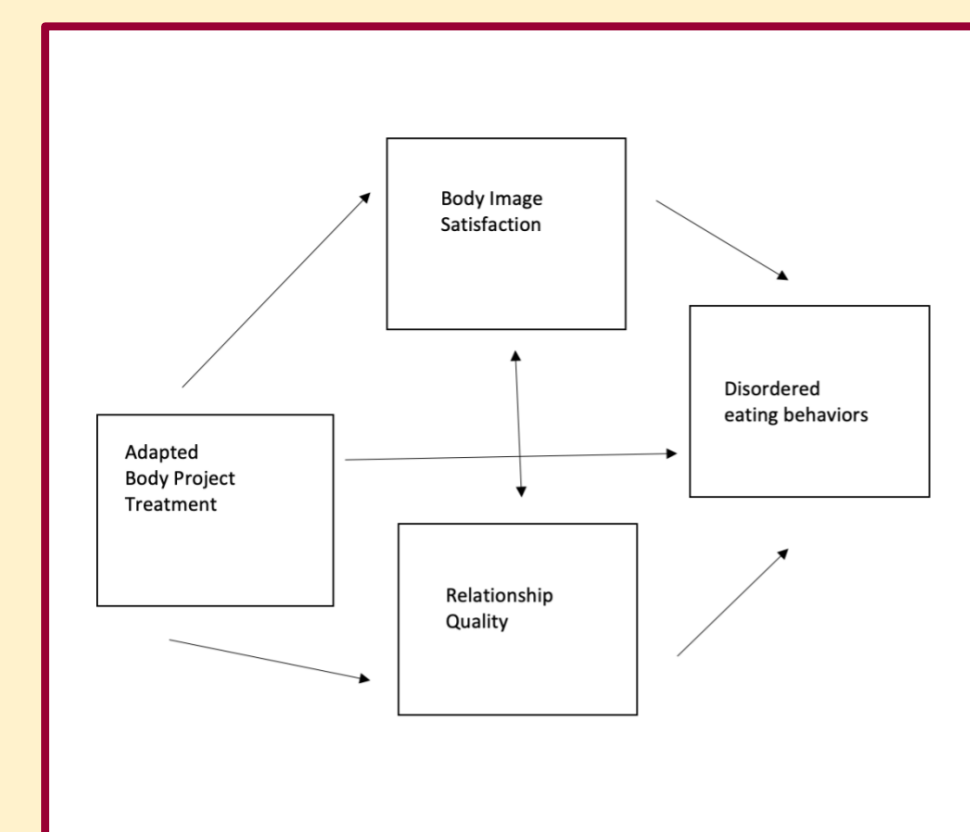 Body Image
Satisfaction
Disordered
eating behaviors
Adapted
Body Project
Treatment
Relationship
Quality